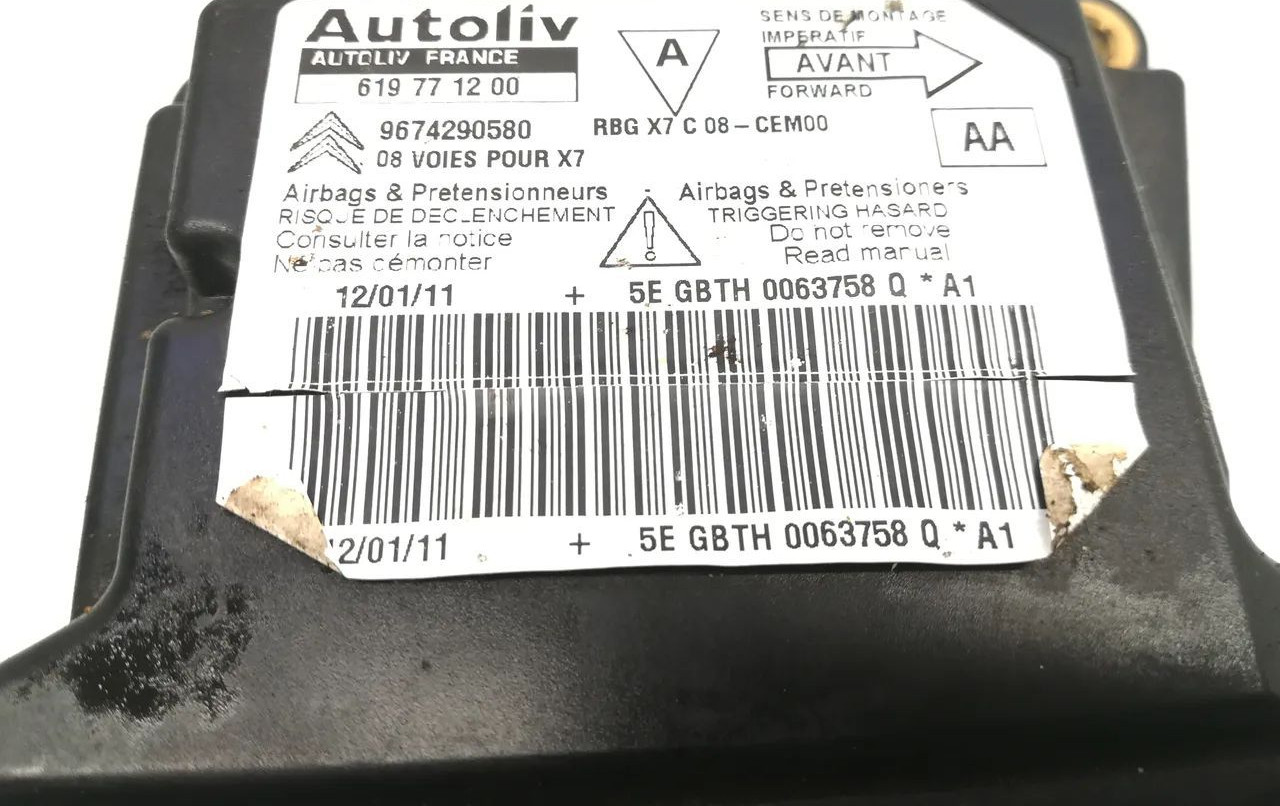 Autoliv
AUTOLIV FRANCE
619 77 12 00
A
SENS DE MONTAGE
IMPERATIF
AVANT
FORWARD
9674290580
08 VOIES POUR X7
RBG X7 C 08-CEM00
AA
Airbags & Pretensionneurs
RISQUE DE DECLENCHEMENT
Consulter la notice
Ne pas démonter
Airbags & Pretensioners
TRIGGERING HASARD
Do not remove
Read manual
12/01/11 + 5E GBTH 0063758 Q * A1
12/01/11 + 5E GBTH 0063758 Q * A1